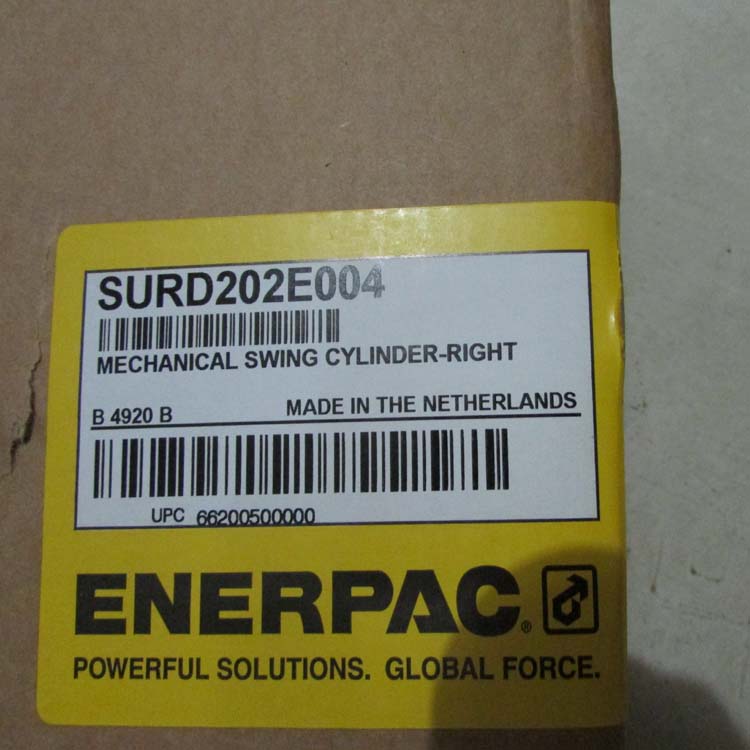 SURD202E004
MECHANICAL SWING CYLINDER-RIGHT
B 4920 B MADE IN THE NETHERLANDS
UPC 66200500000
ENERPAC®
POWERFUL SOLUTIONS. GLOBAL FORCE.